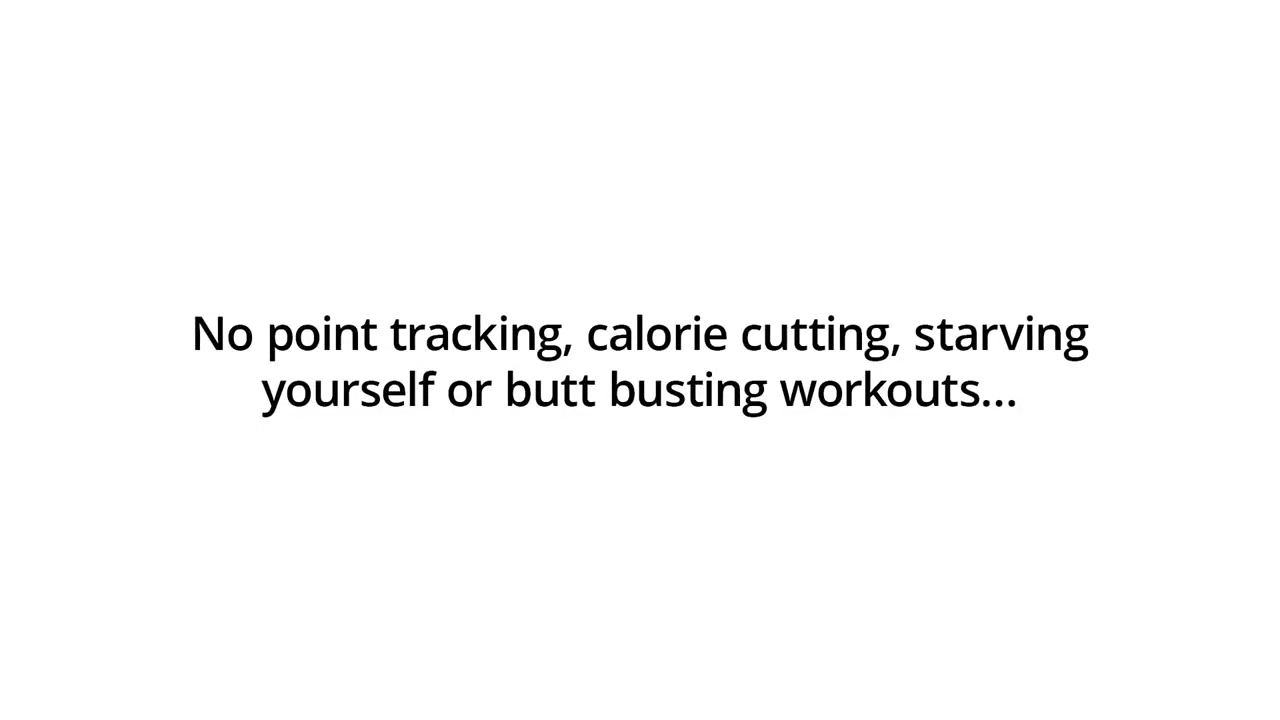 No point tracking, calorie cutting, starving
yourself or butt busting workouts...